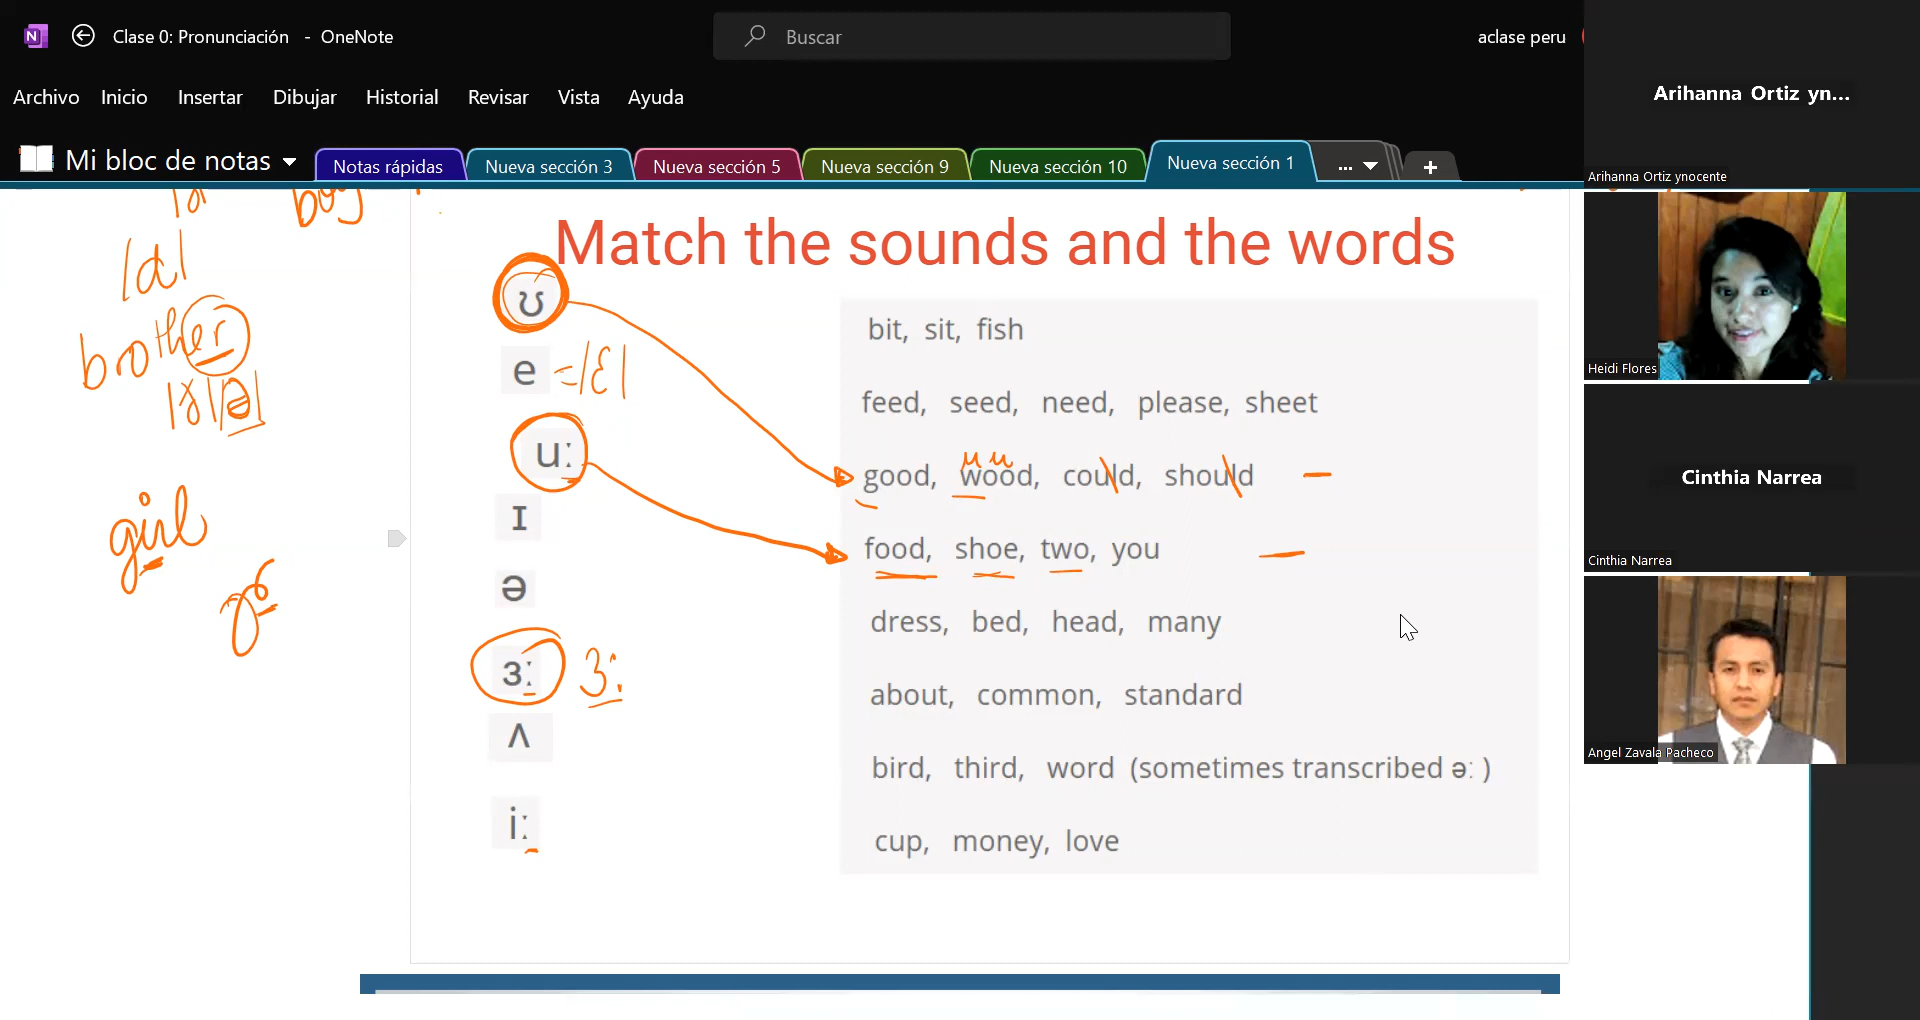 Clase 0: Pronunciación - OneNote
Buscar
aclase peru
Archivo Inicio Insertar Dibujar Historial Revisar Vista Ayuda
Mi bloc de notas
Notas rápidas Nueva sección 3 Nueva sección 5 Nueva sección 9 Nueva sección 10 Nueva sección 1 ... +
Arihanna Ortiz yn...
Arihanna Ortiz ynocente
Heidi Flores
Cinthia Narrea
Cinthia Narrea
Angel Zavala Pacheco
boy
/d/
brother
/ə/
girl
Match the sounds and the words
ʊ
e =/ɛ/
uː
ɪ
ə
ɜː 3:
ʌ
iː
bit, sit, fish
feed, seed, need, please, sheet
u u
good, wood, could, should
food, shoe, two, you
dress, bed, head, many
about, common, standard
bird, third, word (sometimes transcribed əː )
cup, money, love